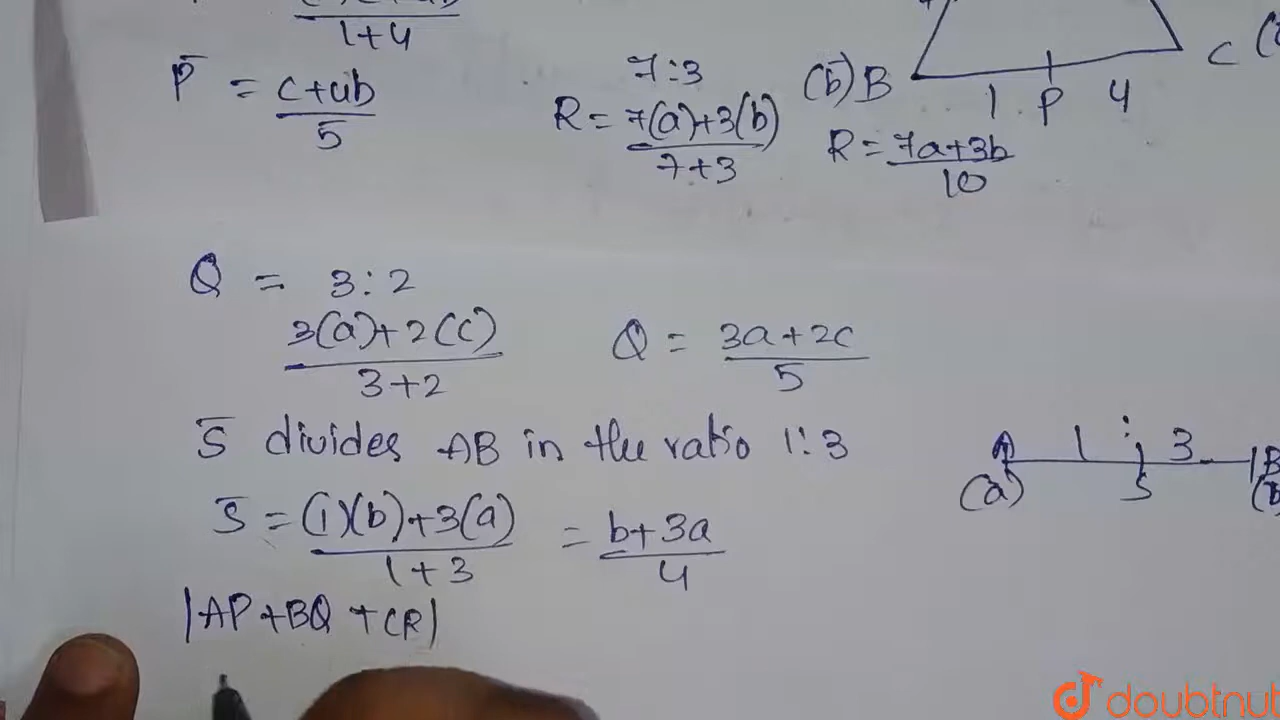 1+4
P̄ = c+4b
5
7:3
R = 7(a)+3(b)
7+3
(b̄)B
1 P 4
C
R = 7a+3b
10
Q = 3:2
3(a)+2(c)
3+2
Q = 3a+2c
5
S̄ divides AB in the ratio 1:3
A 1 : 3 B
(a) S
S̄ = (1)(b)+3(a) = b+3a
1+3 4
|AP+BQ+CR|
doubtnut